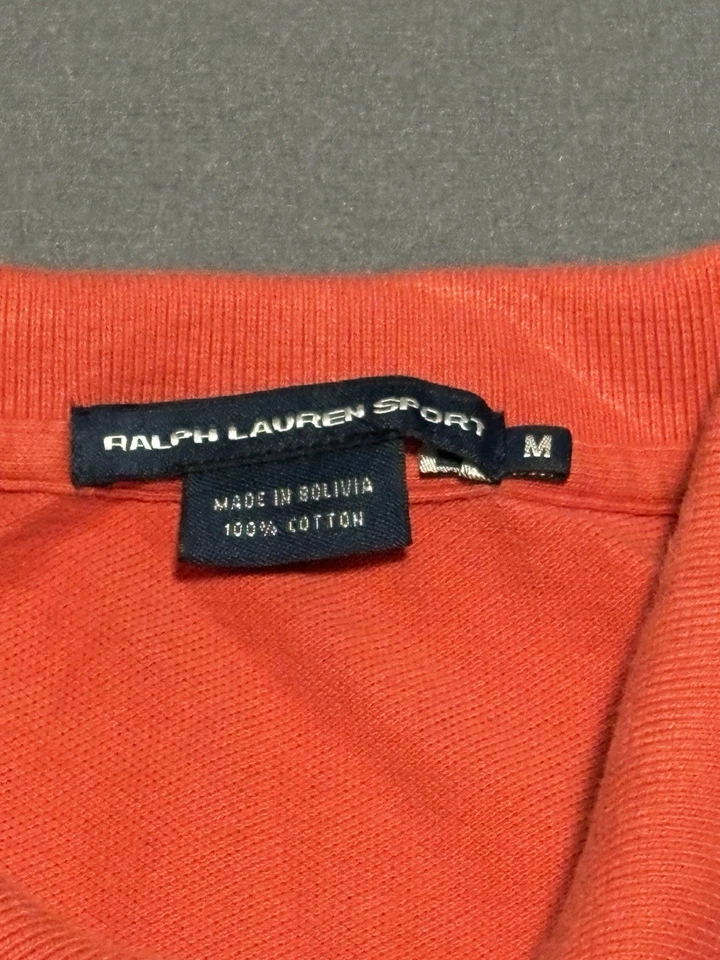 RALPH LAUREN SPORT
M
MADE IN BOLIVIA
100% COTTON